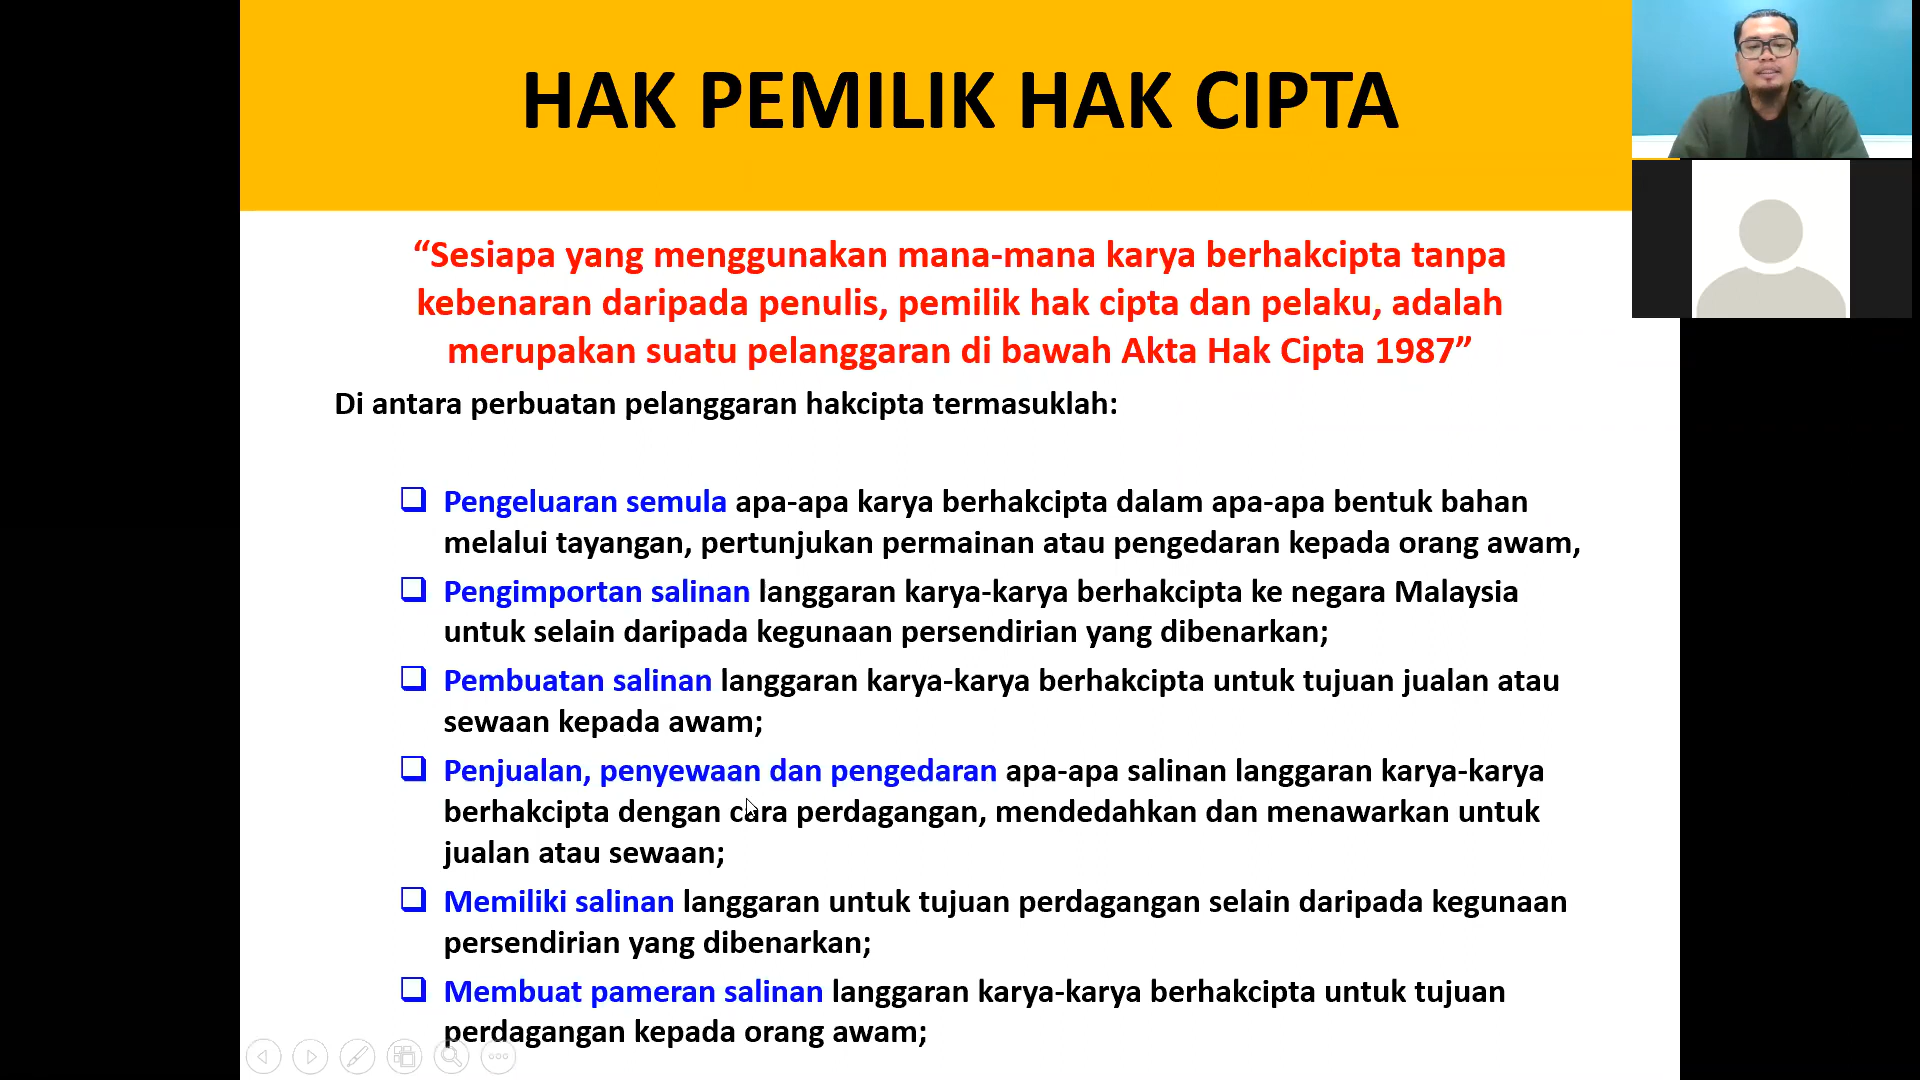 HAK PEMILIK HAK CIPTA
“Sesiapa yang menggunakan mana-mana karya berhakcipta tanpa
kebenaran daripada penulis, pemilik hak cipta dan pelaku, adalah
merupakan suatu pelanggaran di bawah Akta Hak Cipta 1987”
Di antara perbuatan pelanggaran hakcipta termasuklah:
Pengeluaran semula apa-apa karya berhakcipta dalam apa-apa bentuk bahan
melalui tayangan, pertunjukan permainan atau pengedaran kepada orang awam,
Pengimportan salinan langgaran karya-karya berhakcipta ke negara Malaysia
untuk selain daripada kegunaan persendirian yang dibenarkan;
Pembuatan salinan langgaran karya-karya berhakcipta untuk tujuan jualan atau
sewaan kepada awam;
Penjualan, penyewaan dan pengedaran apa-apa salinan langgaran karya-karya
berhakcipta dengan cara perdagangan, mendedahkan dan menawarkan untuk
jualan atau sewaan;
Memiliki salinan langgaran untuk tujuan perdagangan selain daripada kegunaan
persendirian yang dibenarkan;
Membuat pameran salinan langgaran karya-karya berhakcipta untuk tujuan
perdagangan kepada orang awam;